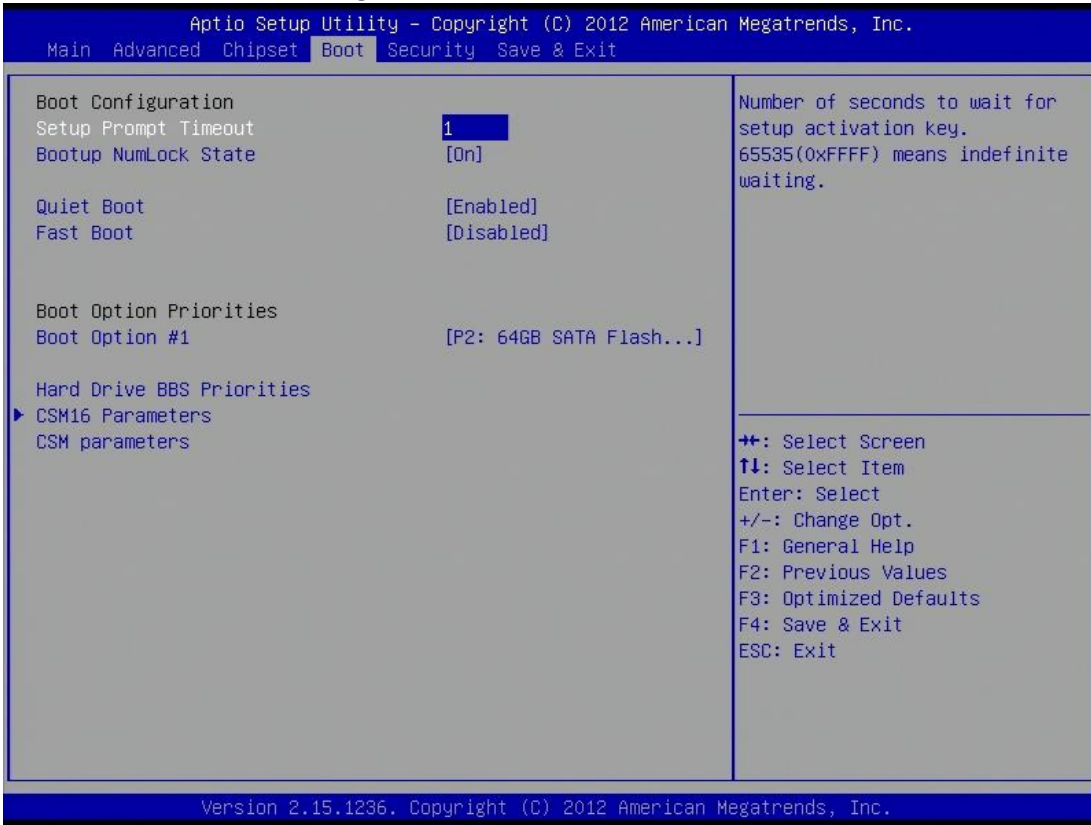 Aptio Setup Utility – Copyright (C) 2012 American Megatrends, Inc.
Main Advanced Chipset Boot Security Save & Exit
Boot Configuration
Setup Prompt Timeout 1
Bootup NumLock State [On]
Quiet Boot [Enabled]
Fast Boot [Disabled]
Boot Option Priorities
Boot Option #1 [P2: 64GB SATA Flash...]
Hard Drive BBS Priorities
CSM16 Parameters
CSM parameters
Number of seconds to wait for
setup activation key.
65535(0xFFFF) means indefinite
waiting.
→←: Select Screen
↑↓: Select Item
Enter: Select
+/-: Change Opt.
F1: General Help
F2: Previous Values
F3: Optimized Defaults
F4: Save & Exit
ESC: Exit
Version 2.15.1236. Copyright (C) 2012 American Megatrends, Inc.